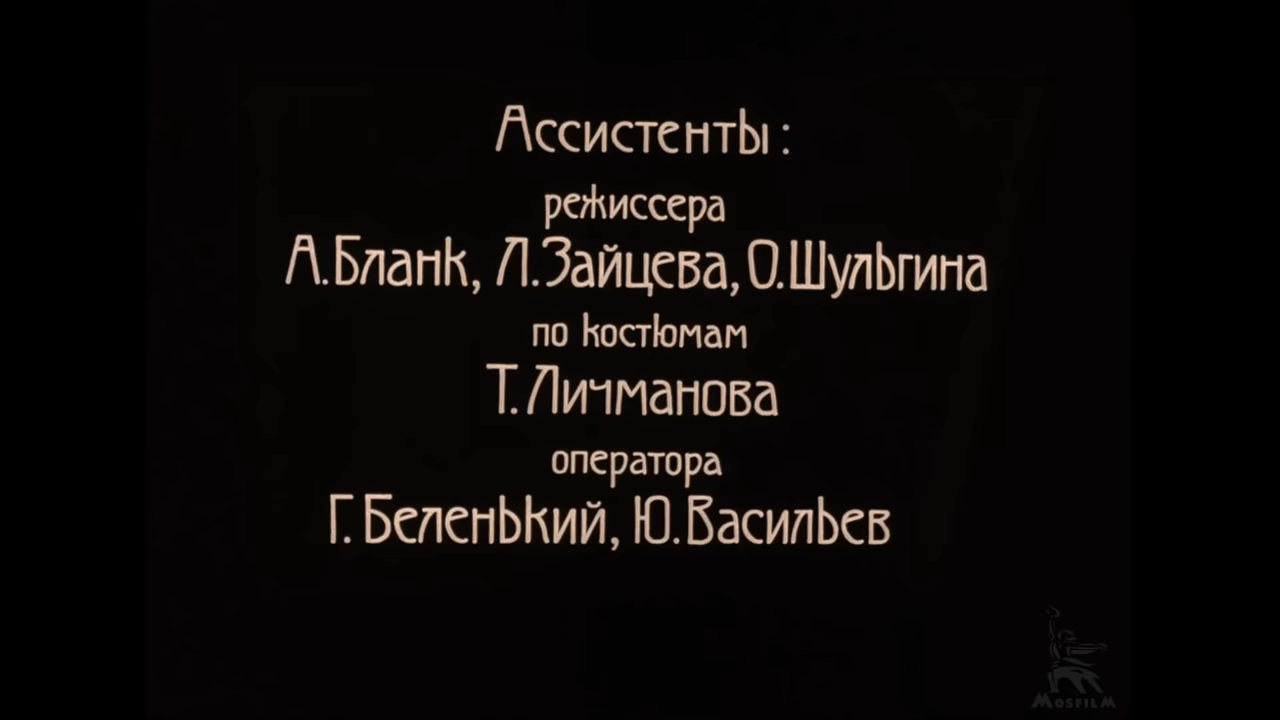 Ассистенты:
режиссера
А.Бланк, Л.Зайцева, О.Шульгина
по костюмам
Т.Личманова
оператора
Г.Беленький, Ю.Васильев
MOSFILM